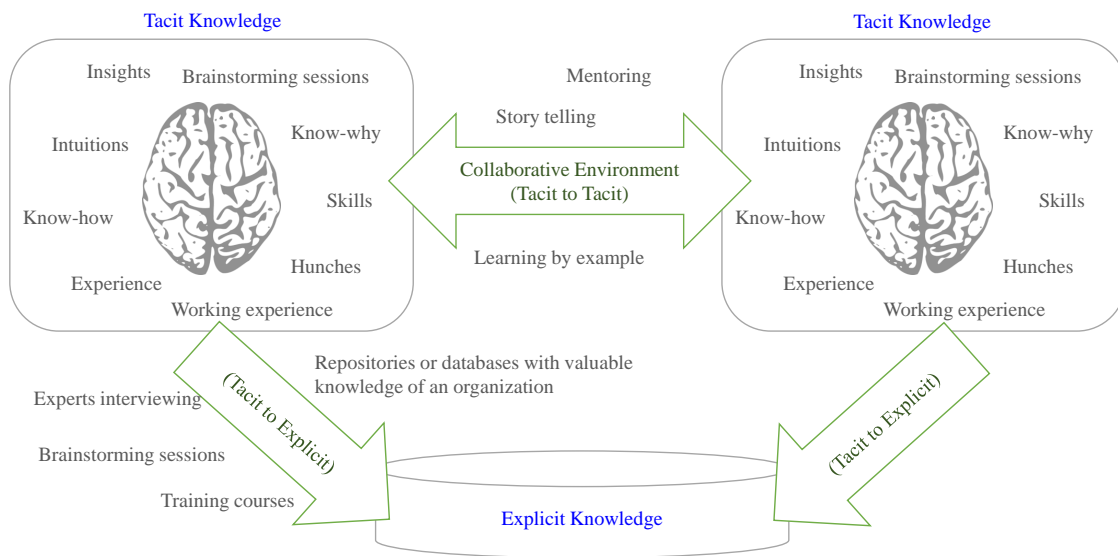 Tacit Knowledge
Tacit Knowledge
Insights
Brainstorming sessions
Intuitions
Know-why
Know-how
Skills
Experience
Hunches
Working experience
Mentoring
Story telling
Collaborative Environment
(Tacit to Tacit)
Learning by example
Insights
Brainstorming sessions
Intuitions
Know-why
Know-how
Skills
Experience
Hunches
Working experience
Repositories or databases with valuable
knowledge of an organization
(Tacit to Explicit)
Experts interviewing
Brainstorming sessions
Training courses
(Tacit to Explicit)
Explicit Knowledge